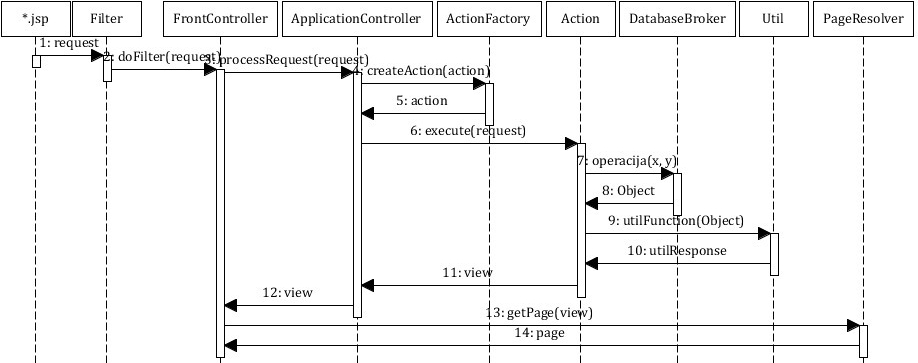 *.jsp Filter FrontController ApplicationController ActionFactory Action DatabaseBroker Util PageResolver
1: request
2: doFilter(request)
3: processRequest(request)
4: createAction(action)
5: action
6: execute(request)
7: operacija(x, y)
8: Object
9: utilFunction(Object)
10: utilResponse
11: view
12: view
13: getPage(view)
14: page